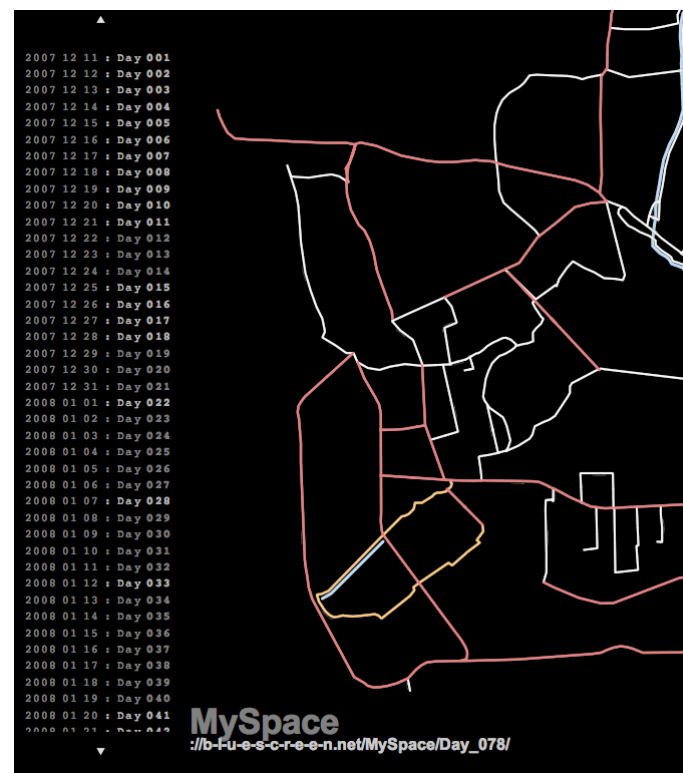 2007 12 11 : Day 001
2007 12 12 : Day 002
2007 12 13 : Day 003
2007 12 14 : Day 004
2007 12 15 : Day 005
2007 12 16 : Day 006
2007 12 17 : Day 007
2007 12 18 : Day 008
2007 12 19 : Day 009
2007 12 20 : Day 010
2007 12 21 : Day 011
2007 12 22 : Day 012
2007 12 23 : Day 013
2007 12 24 : Day 014
2007 12 25 : Day 015
2007 12 26 : Day 016
2007 12 27 : Day 017
2007 12 28 : Day 018
2007 12 29 : Day 019
2007 12 30 : Day 020
2007 12 31 : Day 021
2008 01 01 : Day 022
2008 01 02 : Day 023
2008 01 03 : Day 024
2008 01 04 : Day 025
2008 01 05 : Day 026
2008 01 06 : Day 027
2008 01 07 : Day 028
2008 01 08 : Day 029
2008 01 09 : Day 030
2008 01 10 : Day 031
2008 01 11 : Day 032
2008 01 12 : Day 033
2008 01 13 : Day 034
2008 01 14 : Day 035
2008 01 15 : Day 036
2008 01 16 : Day 037
2008 01 17 : Day 038
2008 01 18 : Day 039
2008 01 19 : Day 040
2008 01 20 : Day 041
2008 01 21 : Day 042
MySpace
://b-l-u-e-s-c-r-e-e-n.net/MySpace/Day_078/